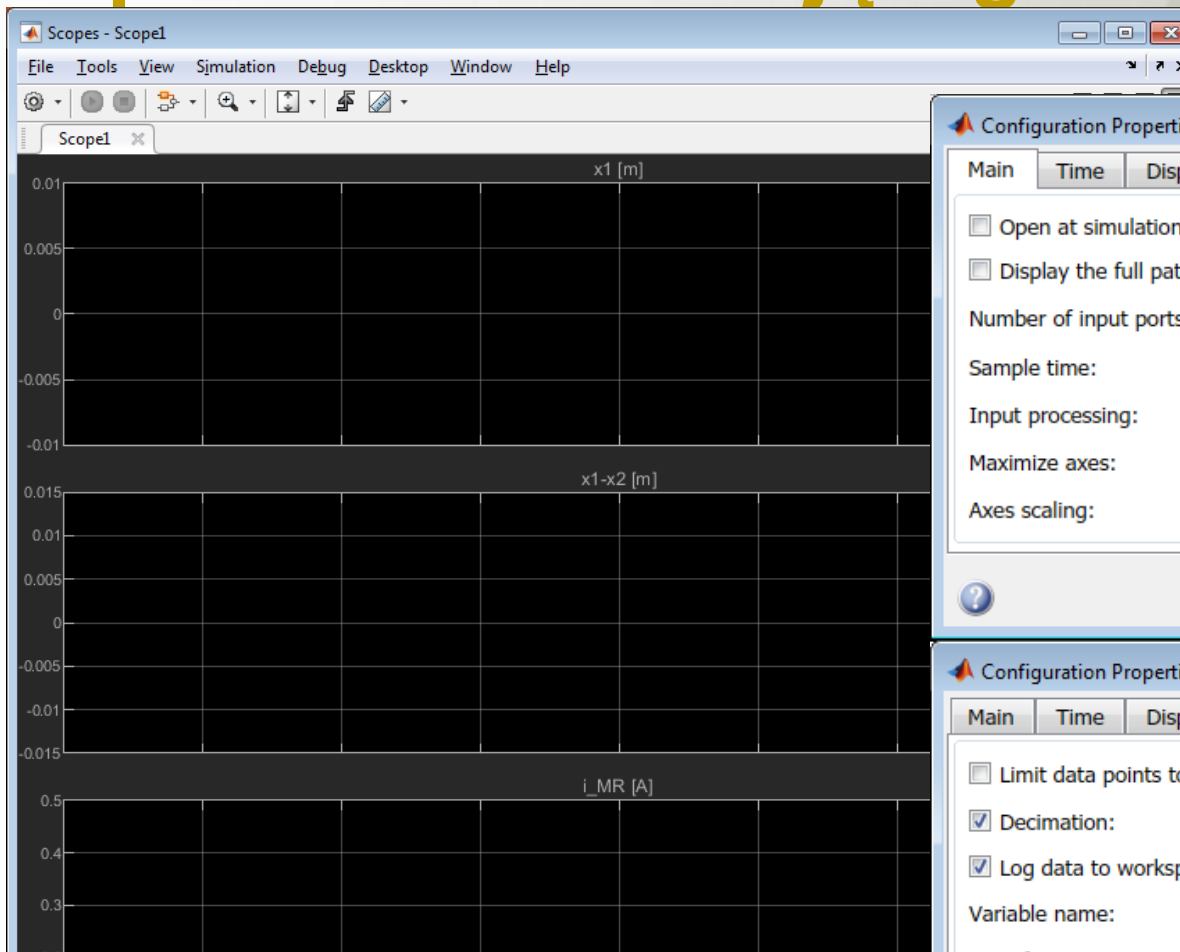 Scopes - Scope1
File Tools View Simulation Debug Desktop Window Help
Scope1
x1 [m]
0.01
0.005
0
-0.005
-0.01
x1-x2 [m]
0.015
0.01
0.005
0
-0.005
-0.01
-0.015
i_MR [A]
0.5
0.4
0.3
Configuration Properti
Main Time Disp
Open at simulation
Display the full pat
Number of input ports
Sample time:
Input processing:
Maximize axes:
Axes scaling:
Configuration Properti
Main Time Disp
Limit data points to
Decimation:
Log data to worksp
Variable name: